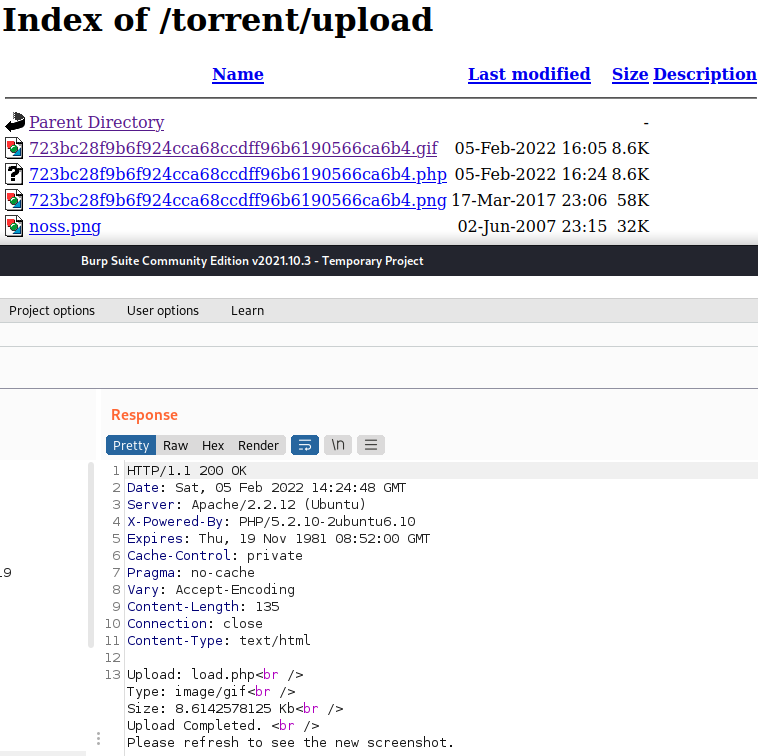 Index of /torrent/upload
Name Last modified Size Description
Parent Directory -
723bc28f9b6f924cca68ccdff96b6190566ca6b4.gif 05-Feb-2022 16:05 8.6K
723bc28f9b6f924cca68ccdff96b6190566ca6b4.php 05-Feb-2022 16:24 8.6K
723bc28f9b6f924cca68ccdff96b6190566ca6b4.png 17-Mar-2017 23:06 58K
noss.png 02-Jun-2007 23:15 32K
Burp Suite Community Edition v2021.10.3 - Temporary Project
Project options User options Learn
Response
Pretty Raw Hex Render \n
1 HTTP/1.1 200 OK
2 Date: Sat, 05 Feb 2022 14:24:48 GMT
3 Server: Apache/2.2.12 (Ubuntu)
4 X-Powered-By: PHP/5.2.10-2ubuntu6.10
5 Expires: Thu, 19 Nov 1981 08:52:00 GMT
6 Cache-Control: private
7 Pragma: no-cache
8 Vary: Accept-Encoding
9 Content-Length: 135
10 Connection: close
11 Content-Type: text/html
12
13 Upload: load.php<br />
Type: image/gif<br />
Size: 8.6142578125 Kb<br />
Upload Completed. <br />
Please refresh to see the new screenshot.